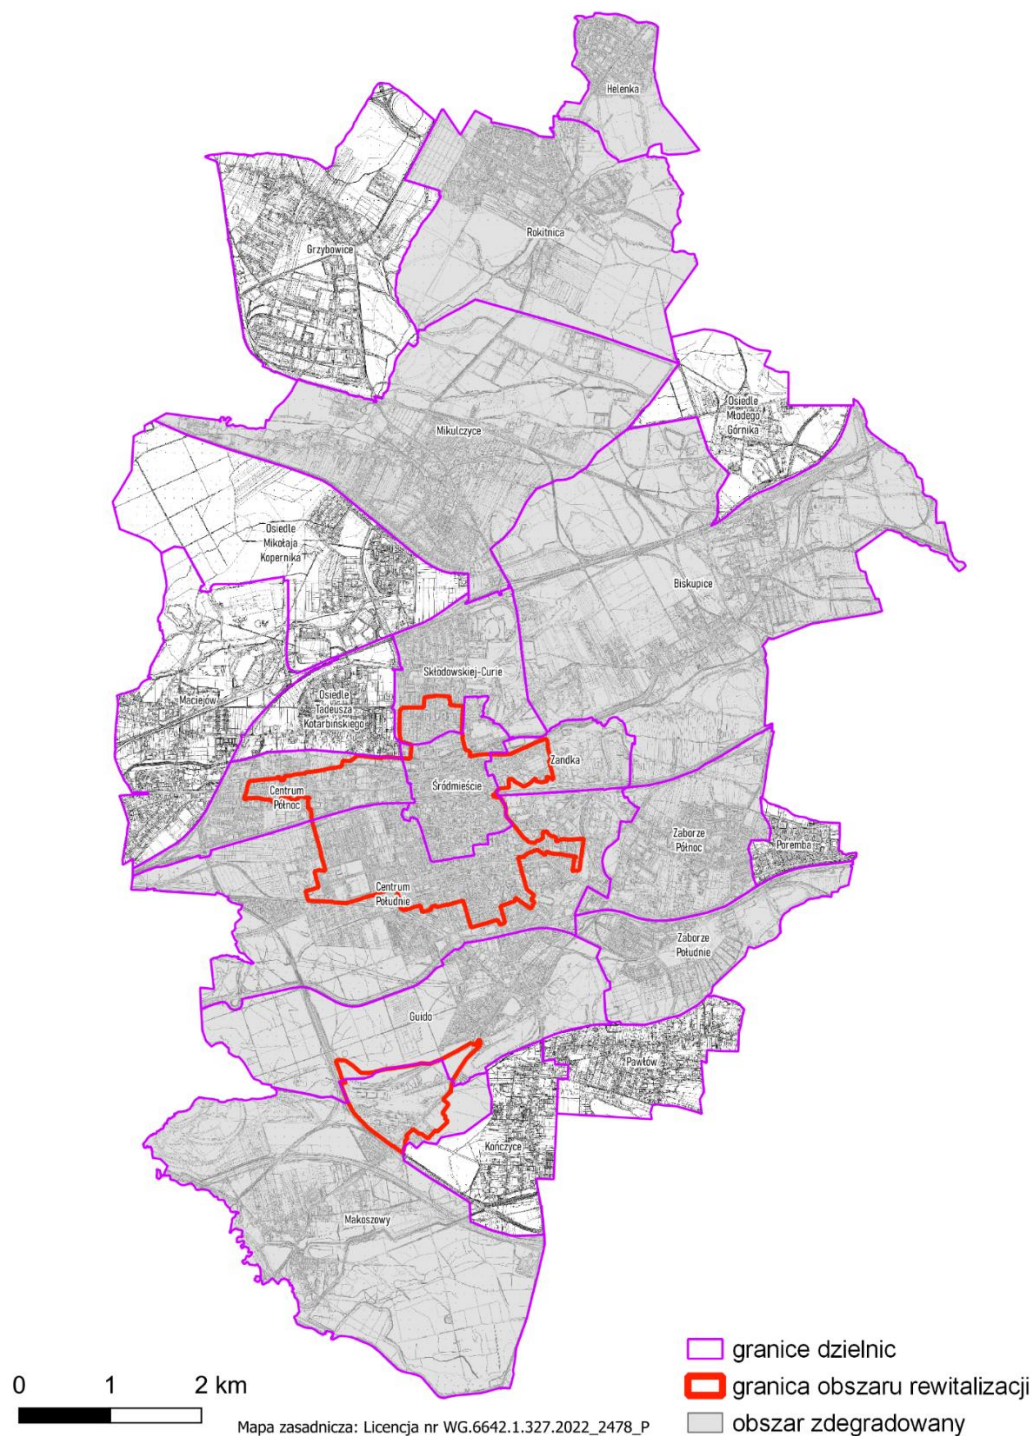 Helenka
Rokitnica
Grzybowice
Osiedle
Młodego
Górnika
Mikulczyce
Osiedle
Mikołaja
Kopernika
Biskupice
Skłodowskiej-Curie
Maciejów
Osiedle
Tadeusza
Kotarbińskiego
Żandka
Śródmieście
Centrum
Północ
Zaborze
Północ
Poremba
Centrum
Południe
Zaborze
Południe
Guido
Pawłów
Kończyce
Makoszowy
granice dzielnic
granica obszaru rewitalizacji
obszar zdegradowany
0 1 2 km
Mapa zasadnicza: Licencja nr WG.6642.1.327.2022_2478_P